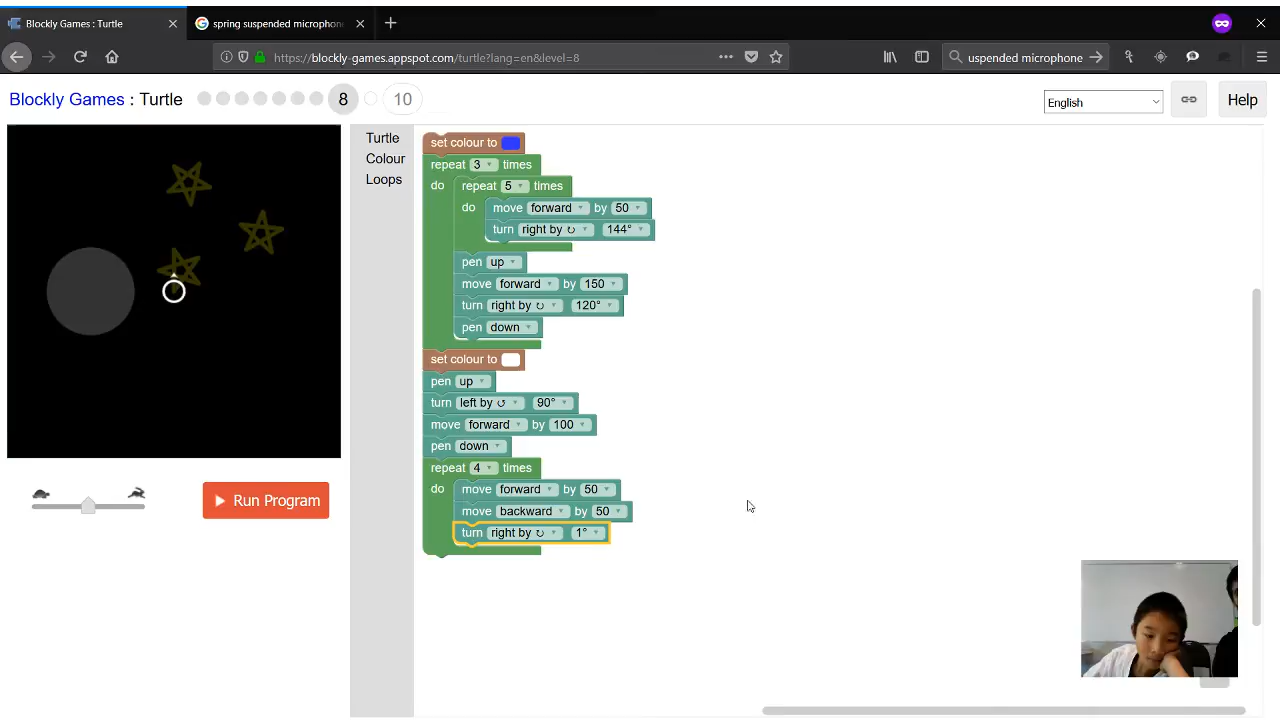 Blockly Games : Turtle
spring suspended microphone
https://blockly-games.appspot.com/turtle?lang=en&level=8
uspended microphone
Blockly Games : Turtle
8
10
English
Help
Turtle
Colour
Loops
set colour to
repeat 3 times
do repeat 5 times
do move forward by 50
turn right by ↻ 144°
pen up
move forward by 150
turn right by ↻ 120°
pen down
set colour to
pen up
turn left by ↺ 90°
move forward by 100
pen down
repeat 4 times
do move forward by 50
move backward by 50
turn right by ↻ 1°
Run Program